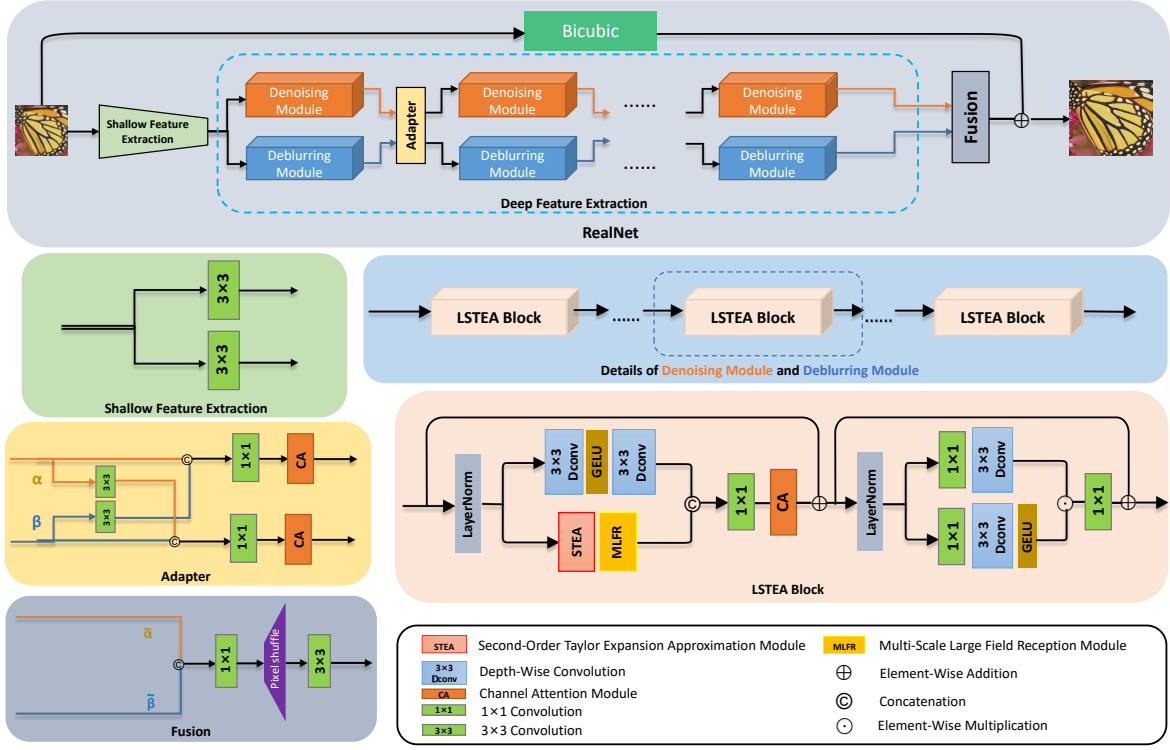 Bicubic
Shallow Feature
Extraction
Denoising
Module
Denoising
Module
......
Denoising
Module
Adapter
Fusion
Deblurring
Module
Deblurring
Module
......
Deblurring
Module
Deep Feature Extraction
RealNet
3×3
3×3
Shallow Feature Extraction
LSTEA Block
......
LSTEA Block
......
LSTEA Block
Details of Denoising Module and Deblurring Module
α
3×3
1×1
CA
©
β
3×3
1×1
CA
©
Adapter
α̃
©
1×1
Pixel shuffle
3×3
β̃
Fusion
LayerNorm
3×3
Dconv
GELU
3×3
Dconv
STEA
MLFR
©
1×1
CA
LayerNorm
1×1
3×3
Dconv
1×1
3×3
Dconv
GELU
1×1
LSTEA Block
STEA Second-Order Taylor Expansion Approximation Module
3×3
Dconv
Depth-Wise Convolution
CA Channel Attention Module
1×1 1×1 Convolution
3×3 3×3 Convolution
MLFR Multi-Scale Large Field Reception Module
⊕ Element-Wise Addition
© Concatenation
⊙ Element-Wise Multiplication